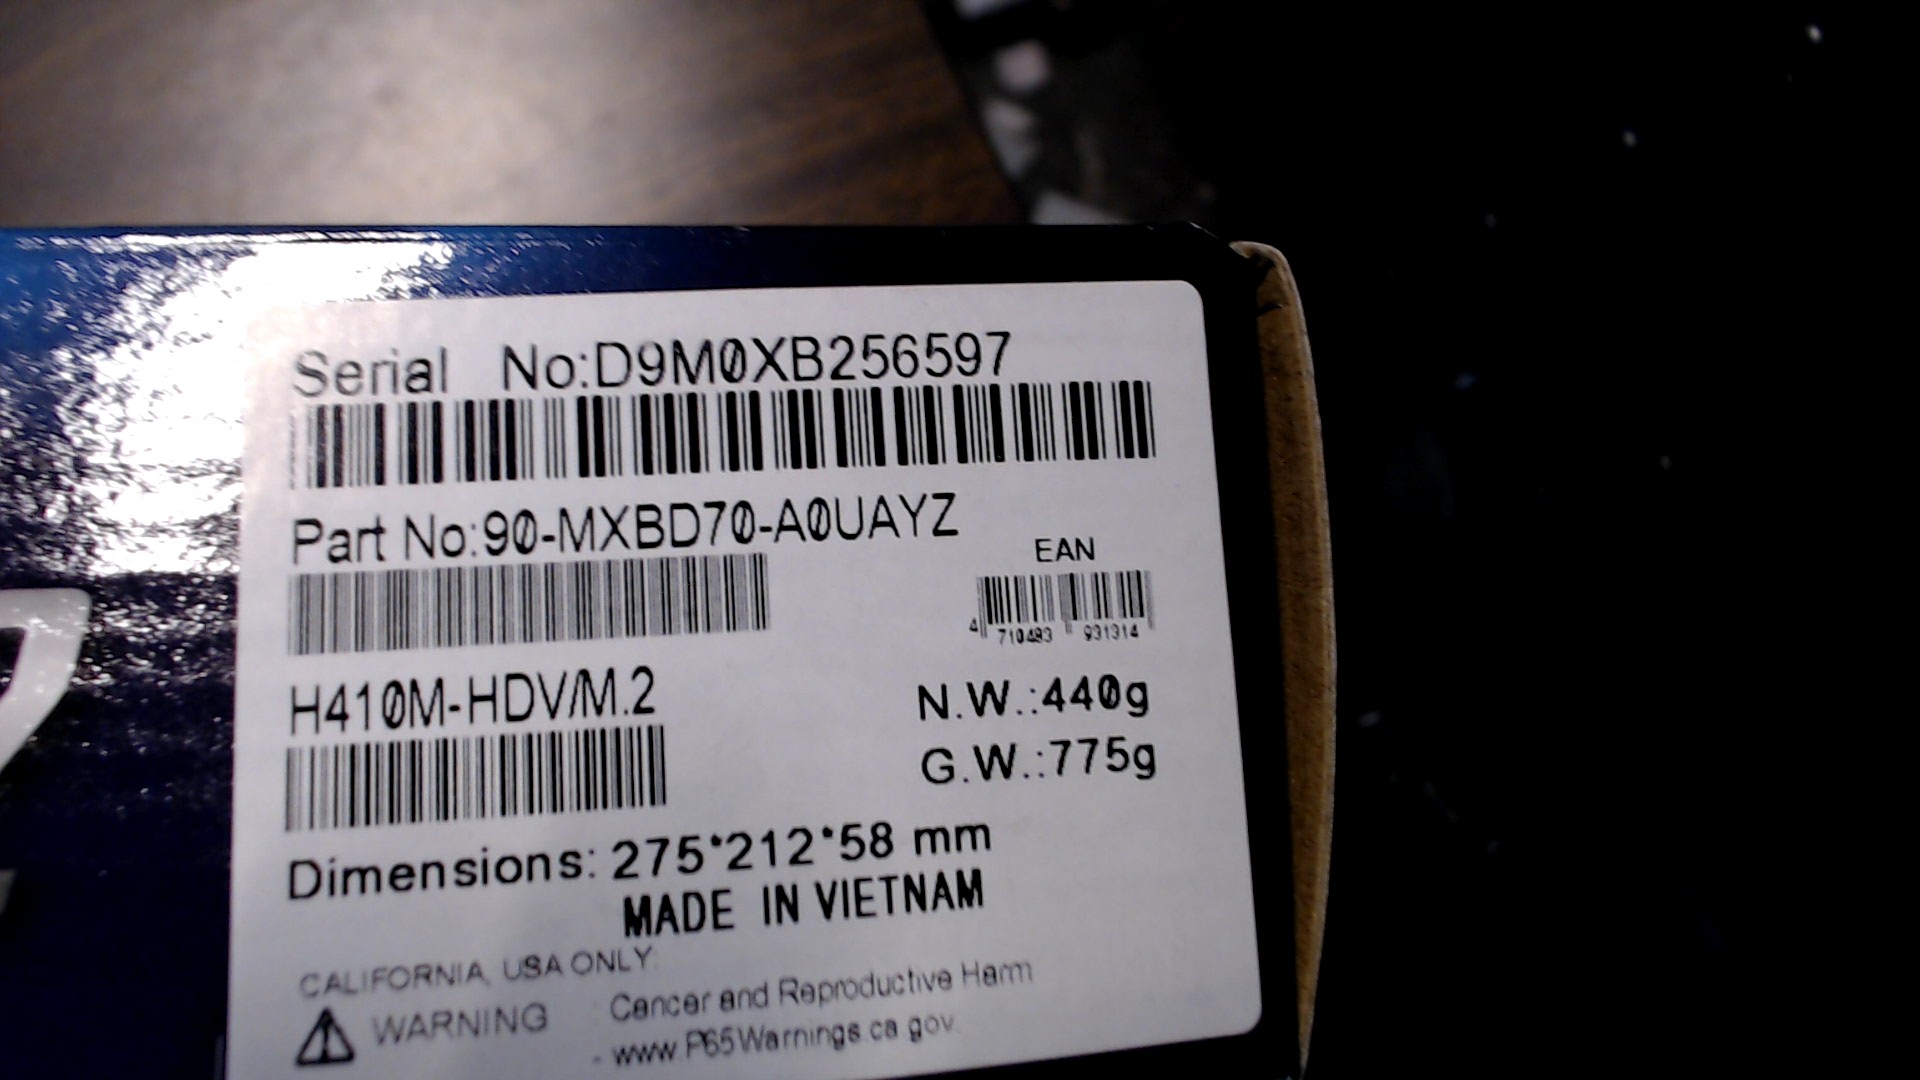 Serial No:D9M0XB256597
Part No:90-MXBD70-A0UAYZ
EAN
4 710483 931314
H410M-HDV/M.2
N.W.:440g
G.W.:775g
Dimensions: 275*212*58 mm
MADE IN VIETNAM
CALIFORNIA, USA ONLY:
WARNING
Cancer and Reproductive Harm
- www.P65Warnings.ca.gov.